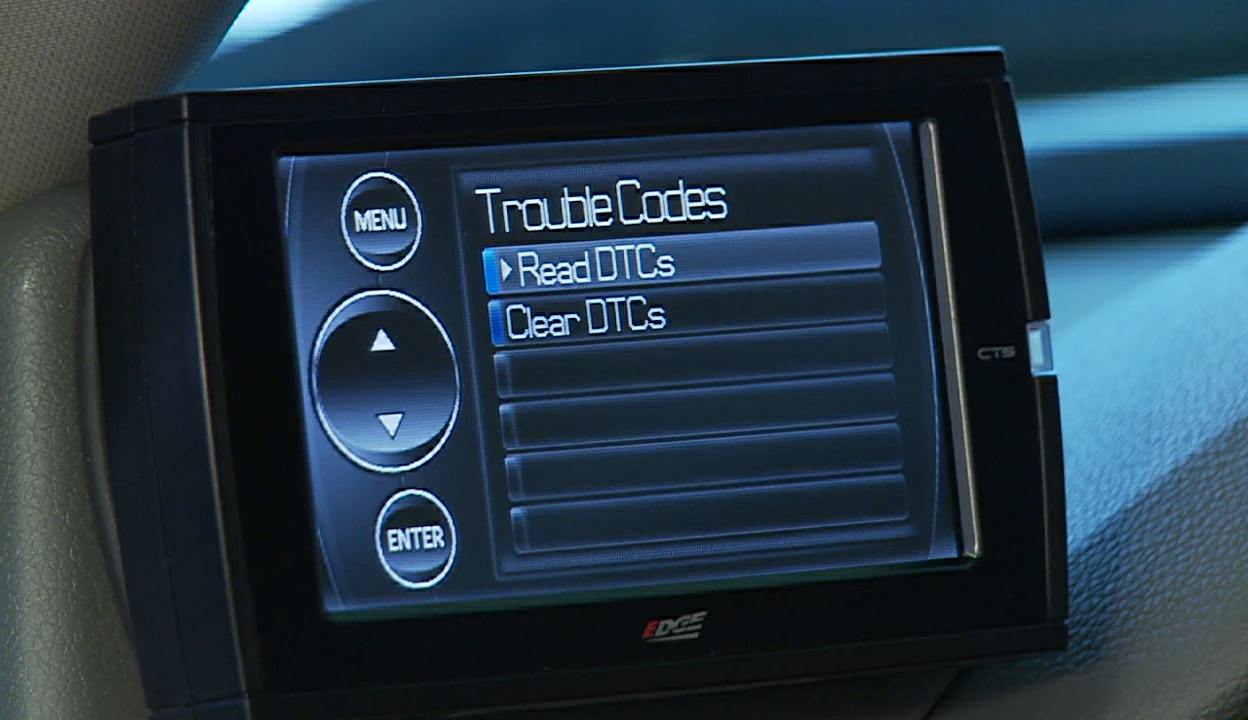 MENU
Trouble Codes
Read DTCs
Clear DTCs
CTS
ENTER
EDGE